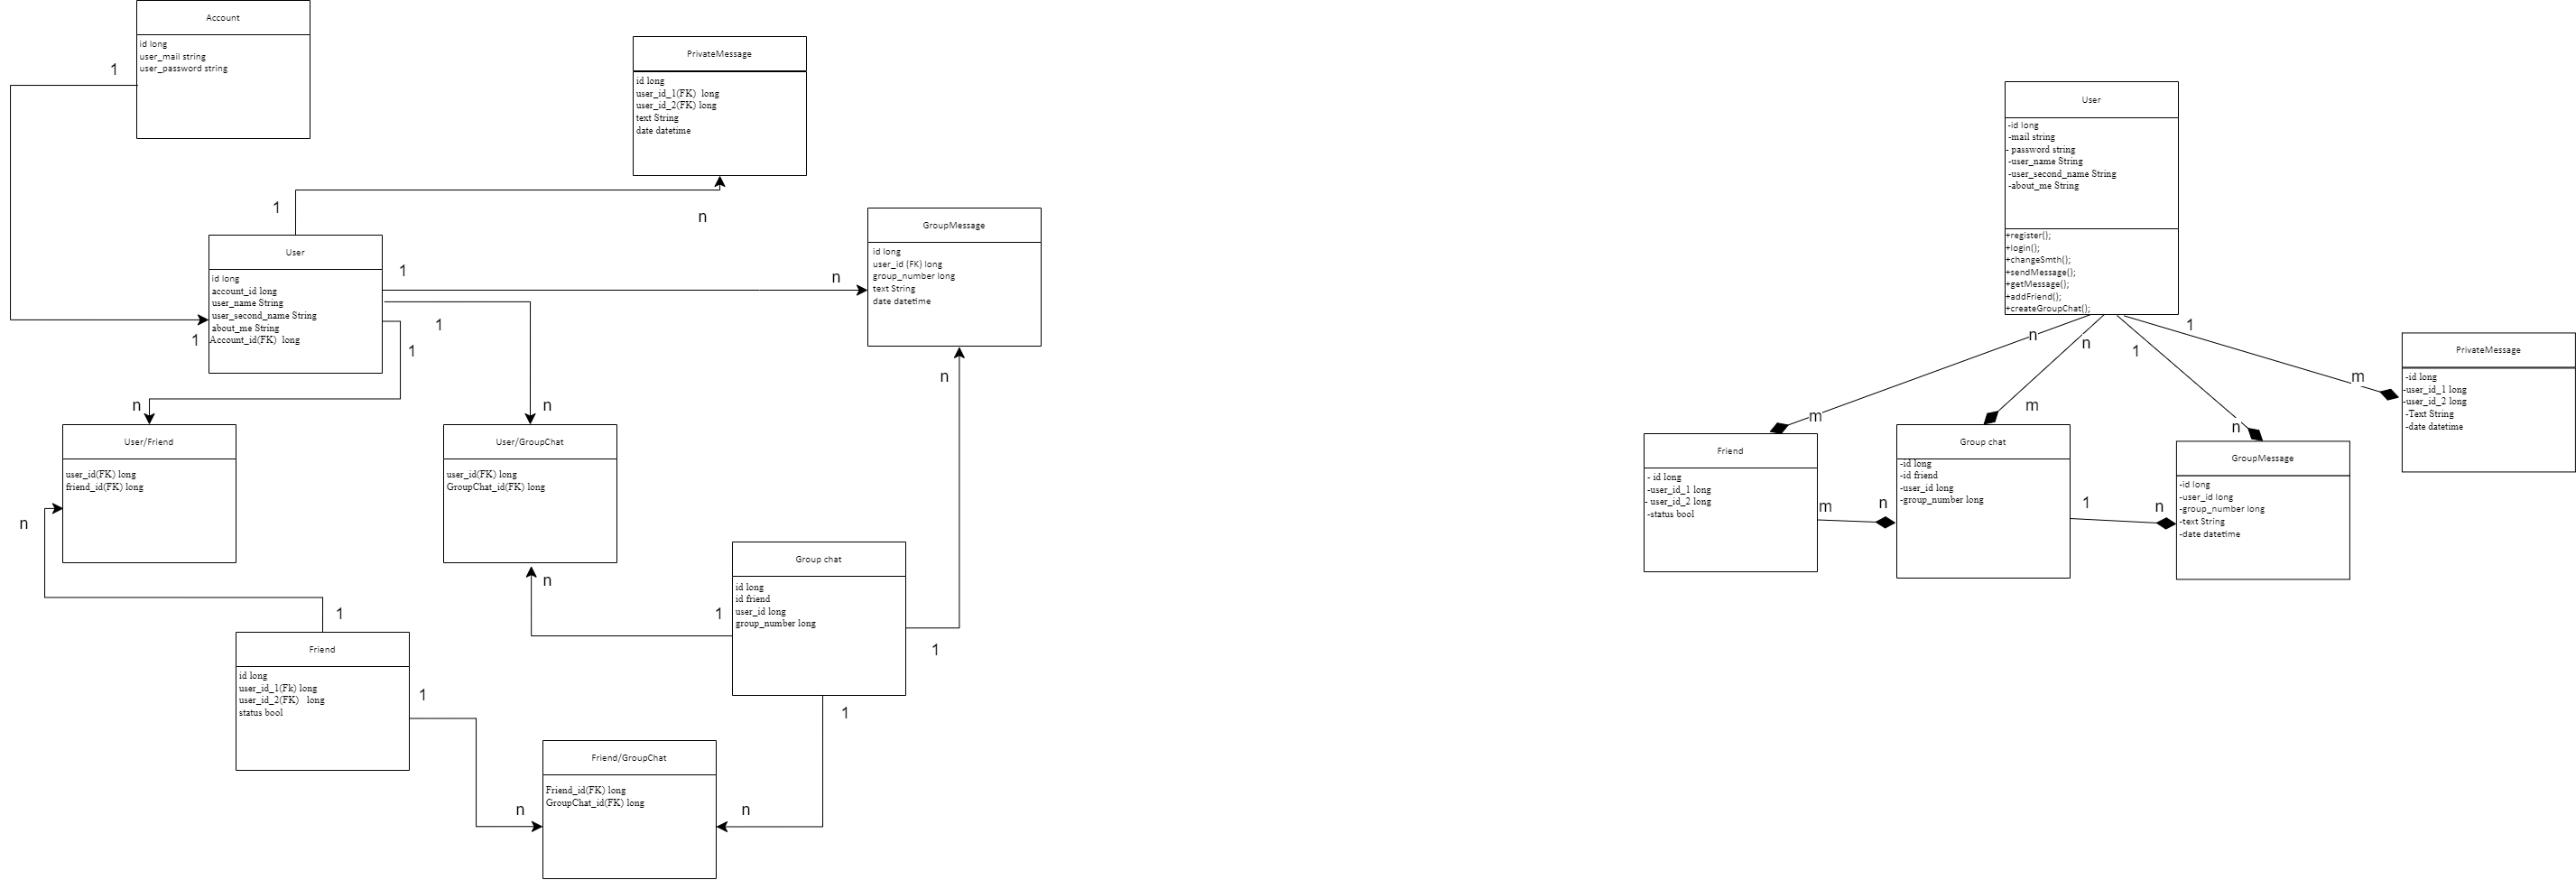 Account
id long
user_mail string
user_password string
1
1
PrivateMessage
id long
user_id_1(FK)  long
user_id_2(FK) long
text String
date datetime
1
n
User
id long
account_id long
user_name String
user_second_name String
about_me String
Account_id(FK)  long
1
n
1
n
1
n
GroupMessage
id long
user_id (FK) long
group_number long
text String
date datetime
n
User/Friend
user_id(FK) long
friend_id(FK) long
n
User/GroupChat
user_id(FK) long
GroupChat_id(FK) long
n
Group chat
id long
id friend
user_id long
group_number long
1
1
1
1
Friend
id long
user_id_1(Fk) long
user_id_2(FK)   long
status bool
1
Friend/GroupChat
Friend_id(FK) long
GroupChat_id(FK) long
n
n
User
-id long
-mail string
- password string
-user_name String
-user_second_name String
-about_me String
+register();
+login();
+changeSmth();
+sendMessage();
+getMessage();
+addFriend();
+createGroupChat();
n
n
1
1
m
m
n
m
PrivateMessage
-id long
-user_id_1 long
-user_id_2 long
-Text String
-date datetime
Friend
- id long
-user_id_1 long
- user_id_2 long
-status bool
m
n
Group chat
-id long
-id friend
-user_id long
-group_number long
1
n
GroupMessage
-id long
-user_id long
-group_number long
-text String
-date datetime